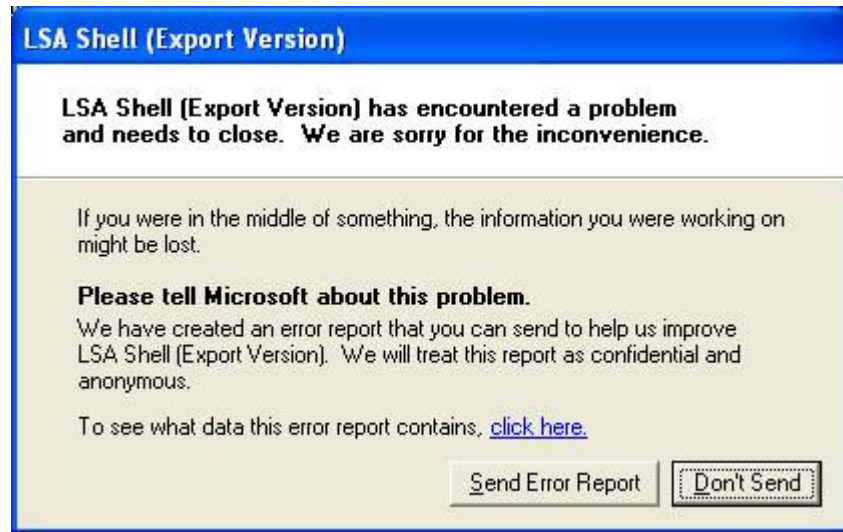 LSA Shell (Export Version)
LSA Shell (Export Version) has encountered a problem
and needs to close.  We are sorry for the inconvenience.
If you were in the middle of something, the information you were working on
might be lost.
Please tell Microsoft about this problem.
We have created an error report that you can send to help us improve
LSA Shell (Export Version).  We will treat this report as confidential and
anonymous.
To see what data this error report contains, click here.
Send Error Report
Don't Send